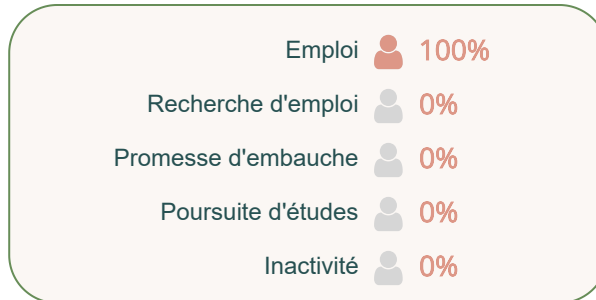 Emploi 100%
Recherche d'emploi 0%
Promesse d'embauche 0%
Poursuite d'études 0%
Inactivité 0%